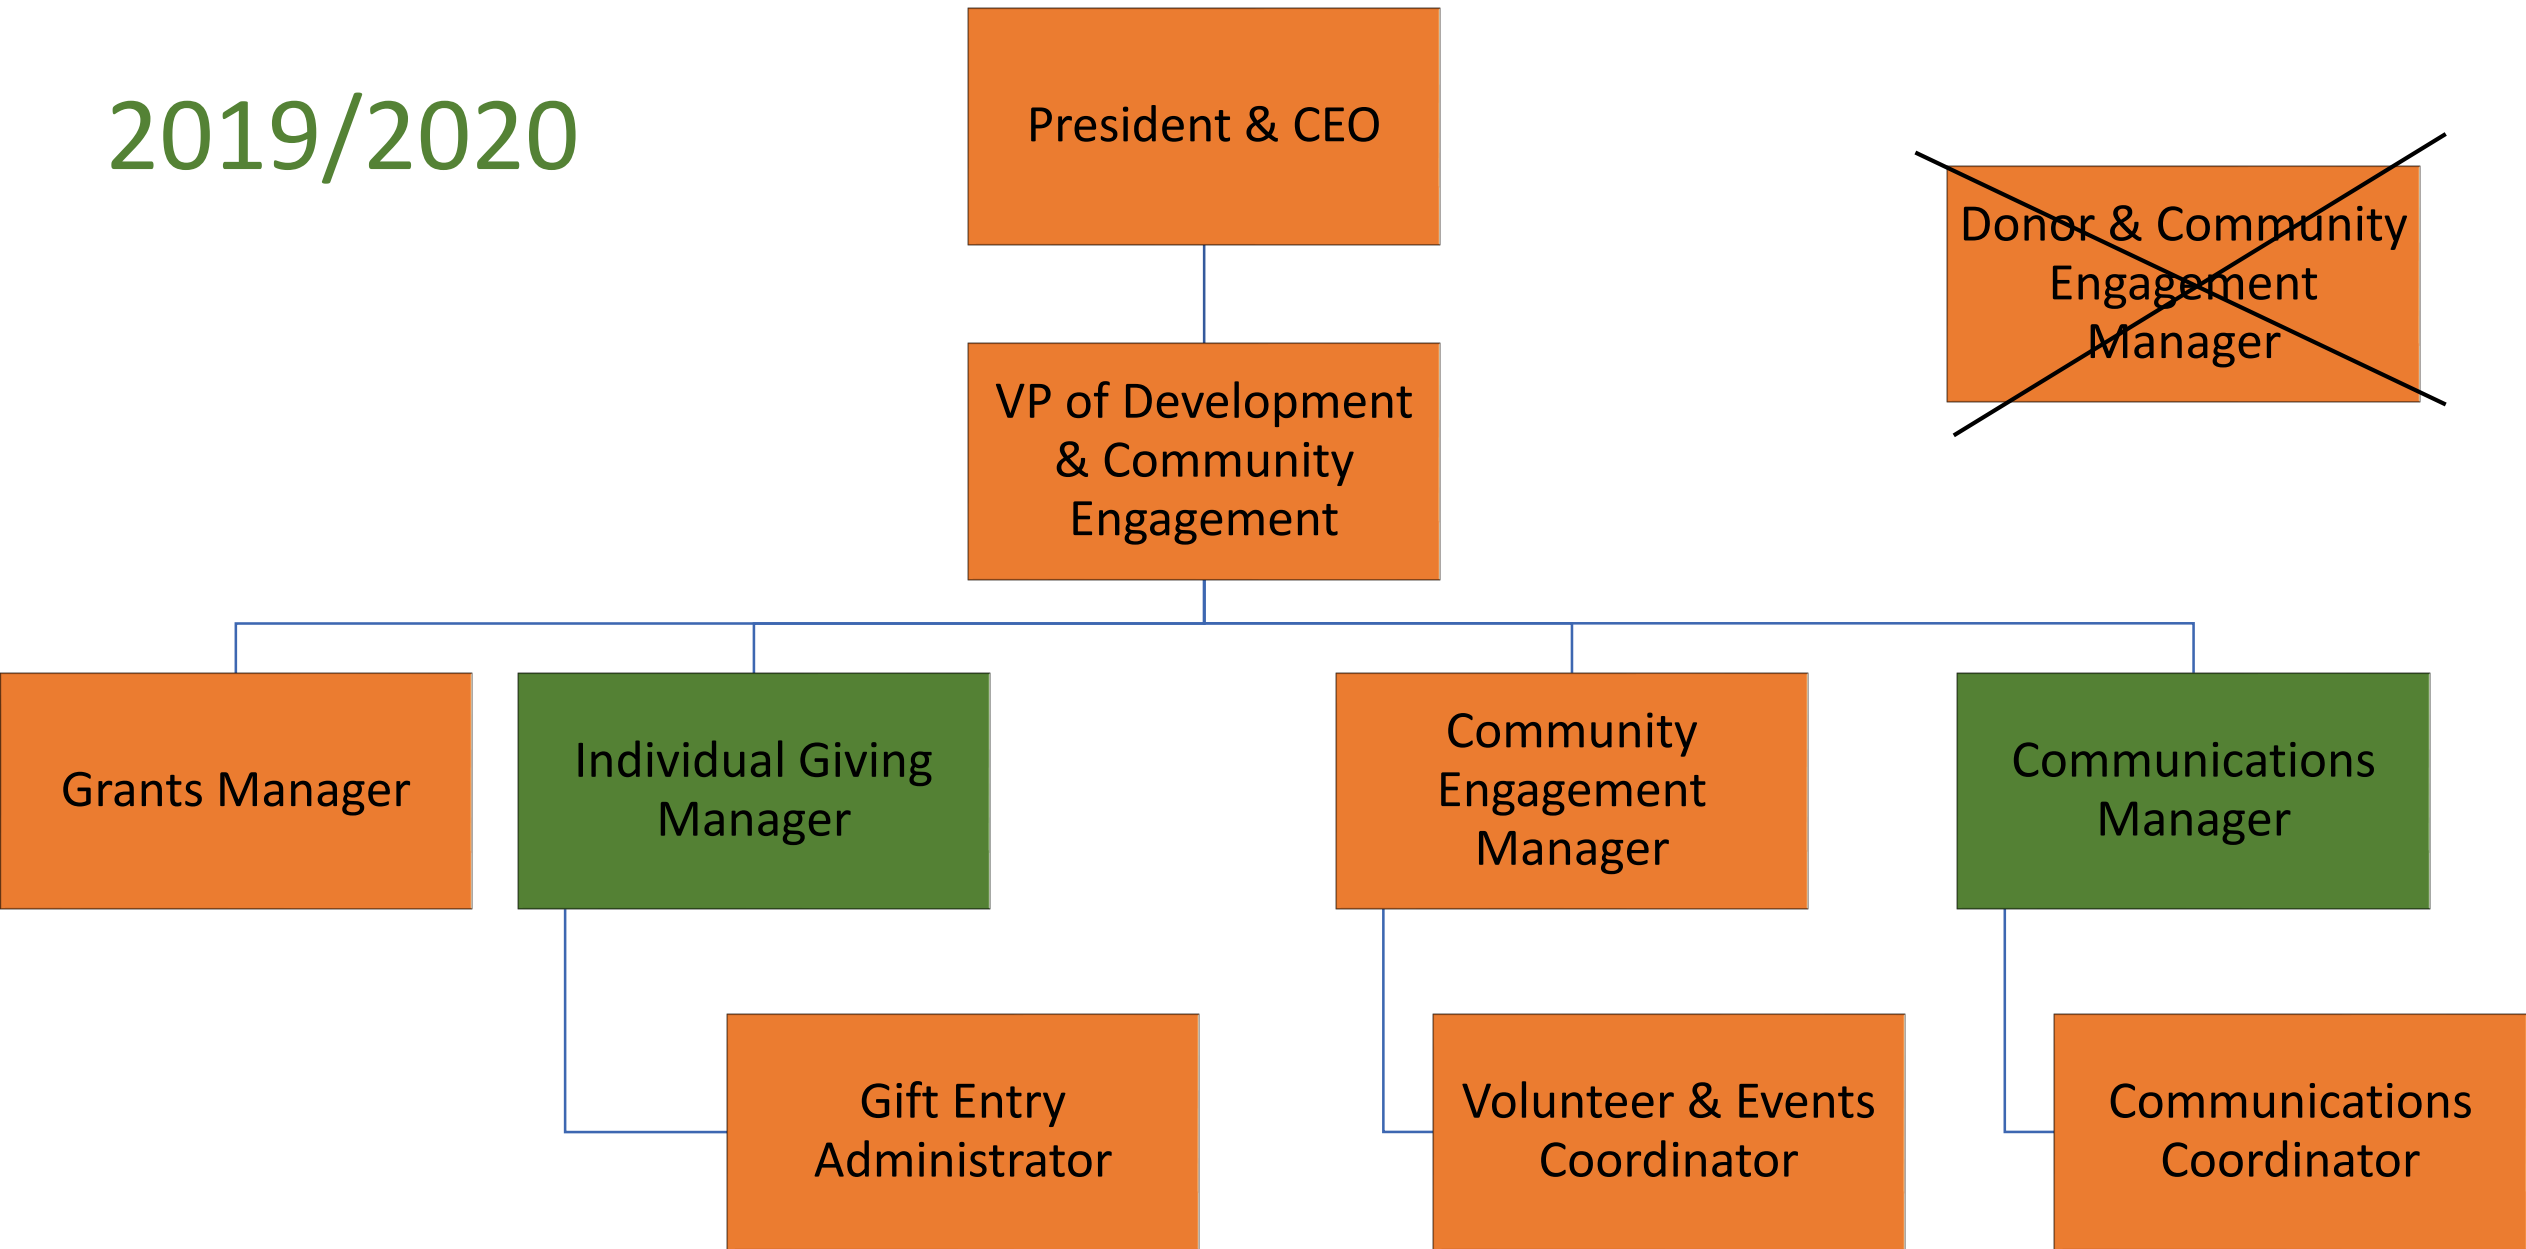 2019/2020
President & CEO
Donor & Community
Engagement
Manager
VP of Development
& Community
Engagement
Grants Manager
Individual Giving
Manager
Community
Engagement
Manager
Communications
Manager
Gift Entry
Administrator
Volunteer & Events
Coordinator
Communications
Coordinator